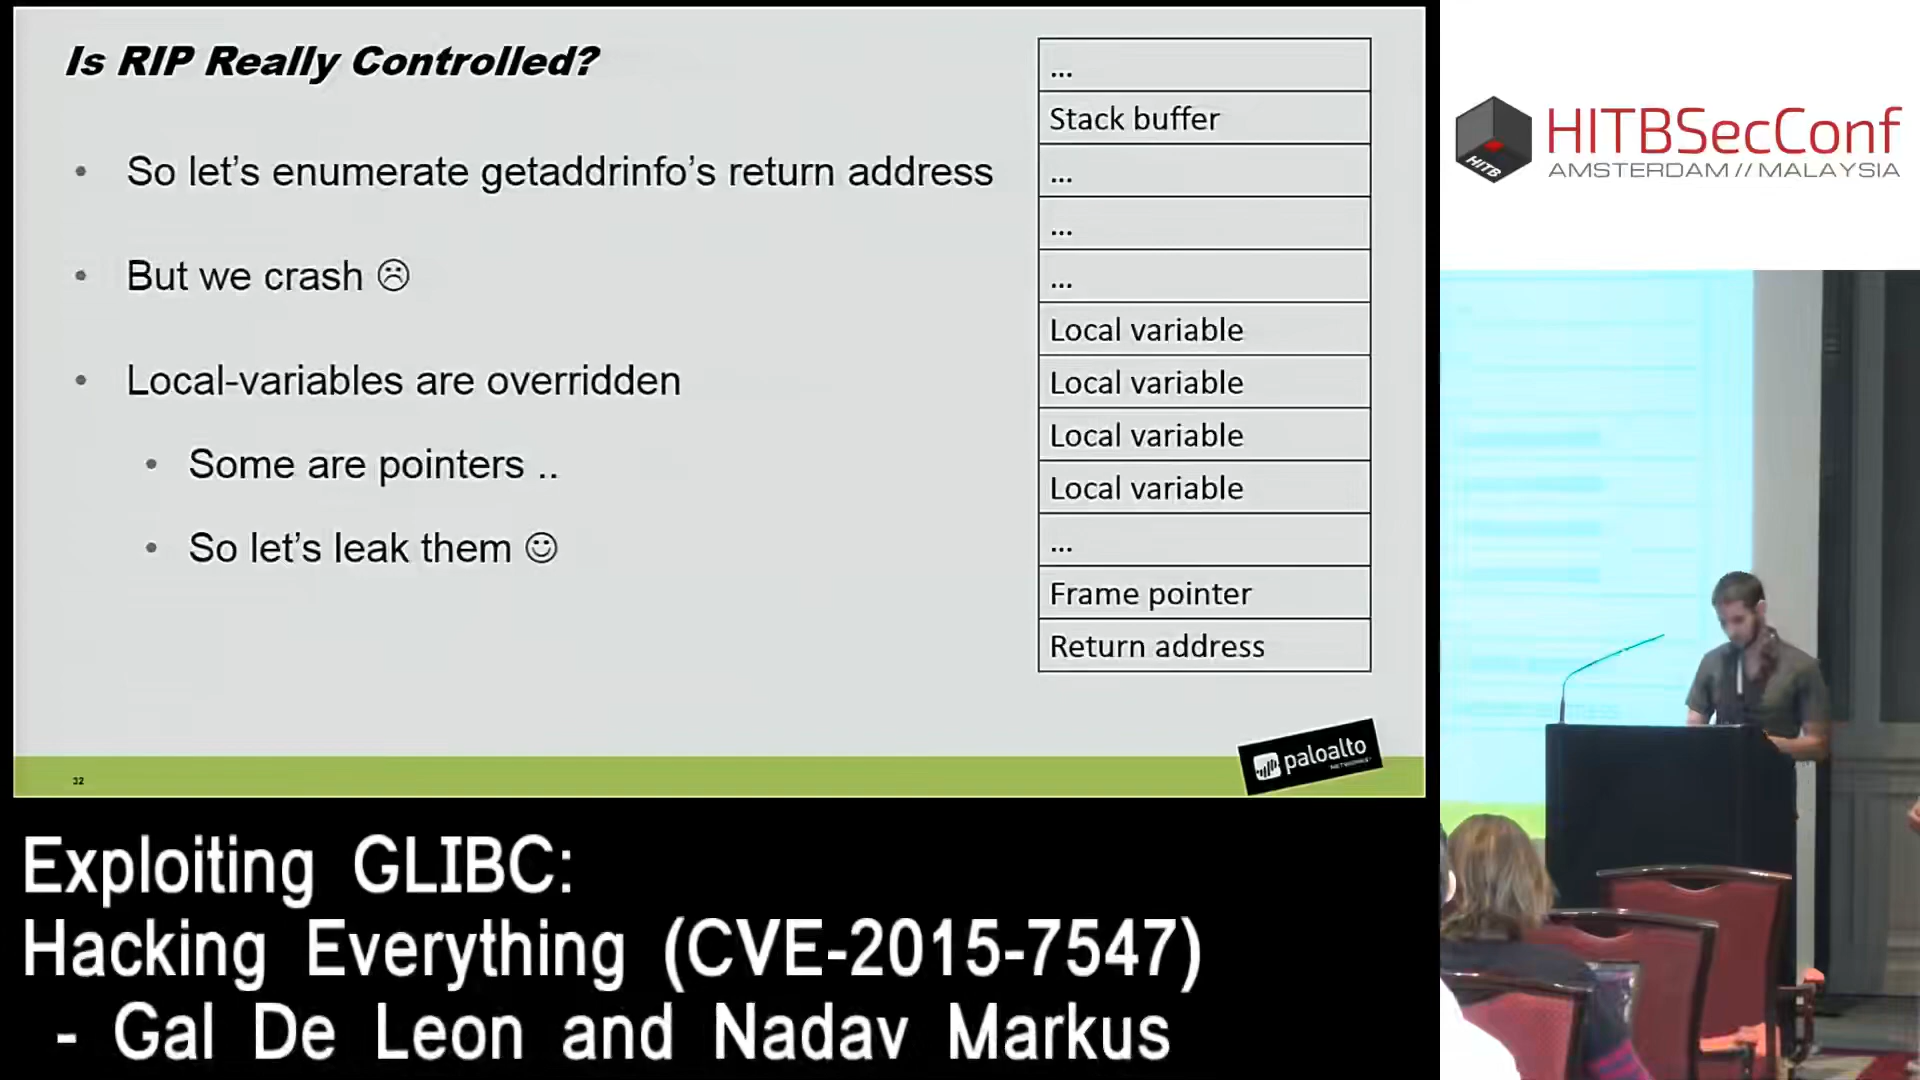 Is RIP Really Controlled?
• So let's enumerate getaddrinfo's return address
• But we crash ☹
• Local-variables are overridden
• Some are pointers ..
• So let's leak them ☺
...
Stack buffer
...
...
...
Local variable
Local variable
Local variable
Local variable
...
Frame pointer
Return address
32
paloalto
NETWORKS
HITB
HITBSecConf
AMSTERDAM // MALAYSIA
Exploiting GLIBC:
Hacking Everything (CVE-2015-7547)
- Gal De Leon and Nadav Markus